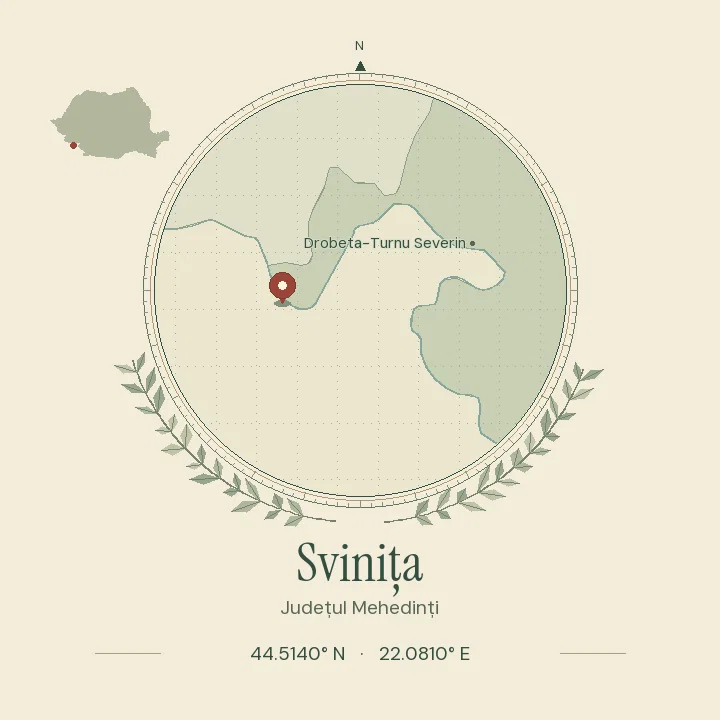 N
Drobeta-Turnu Severin
Svinița
Județul Mehedinți
44.5140° N · 22.0810° E